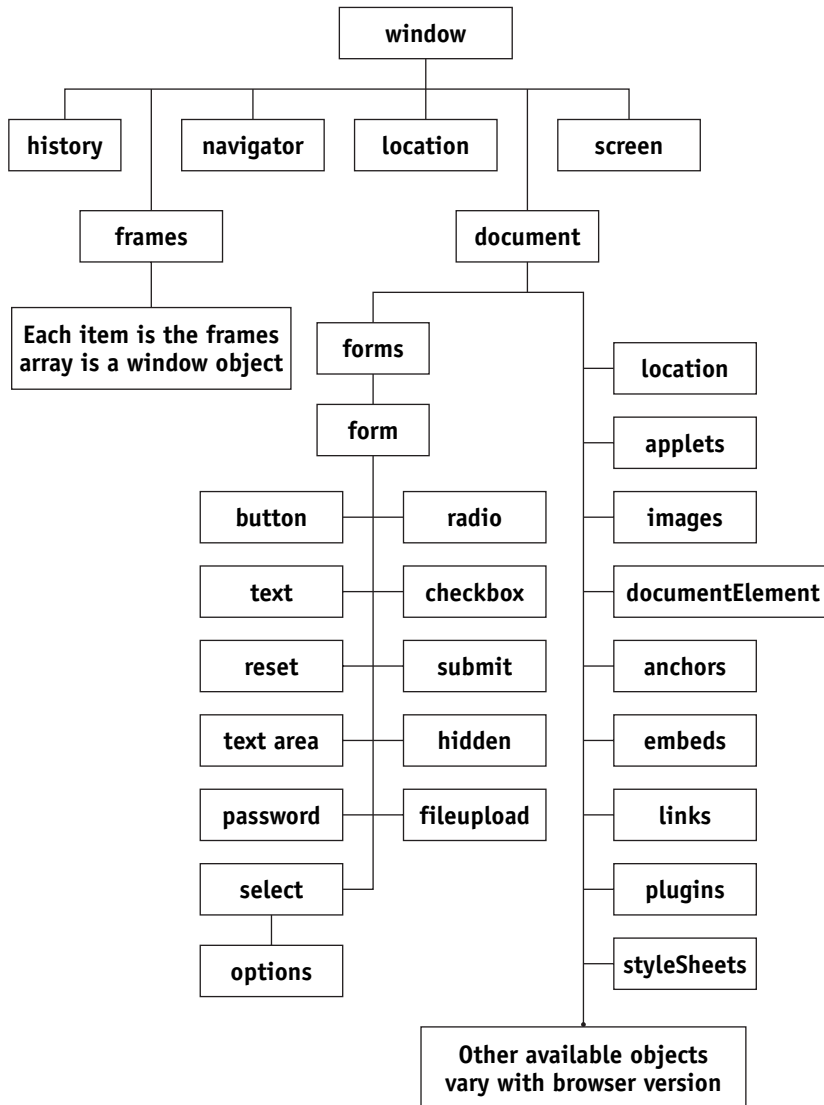 window
history
navigator
location
screen
frames
document
Each item is the frames
array is a window object
forms
form
location
applets
images
documentElement
anchors
embeds
links
plugins
styleSheets
button
radio
text
checkbox
reset
submit
text area
hidden
password
fileupload
select
options
Other available objects
vary with browser version